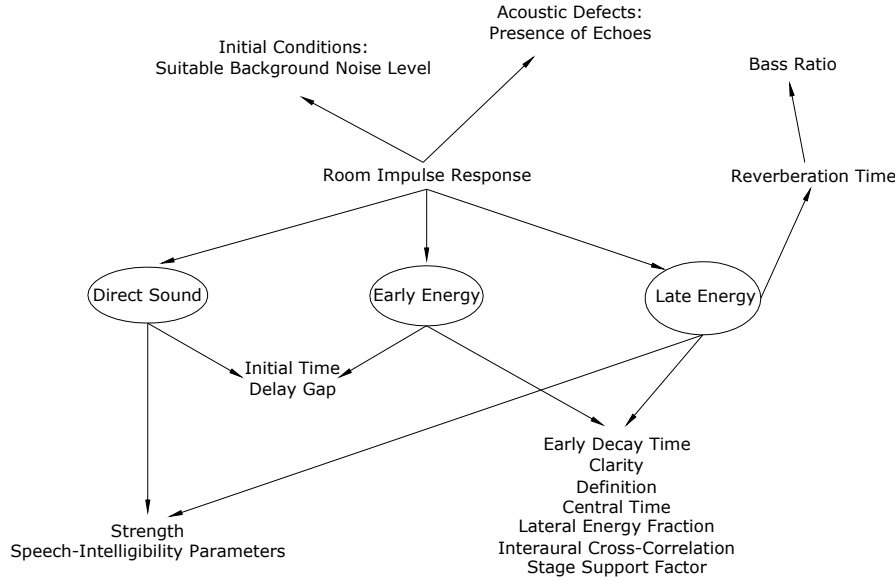 Acoustic Defects:
Presence of Echoes
Initial Conditions:
Suitable Background Noise Level
Bass Ratio
Room Impulse Response
Reverberation Time
Direct Sound
Early Energy
Late Energy
Initial Time
Delay Gap
Early Decay Time
Clarity
Definition
Central Time
Lateral Energy Fraction
Interaural Cross-Correlation
Stage Support Factor
Strength
Speech-Intelligibility Parameters